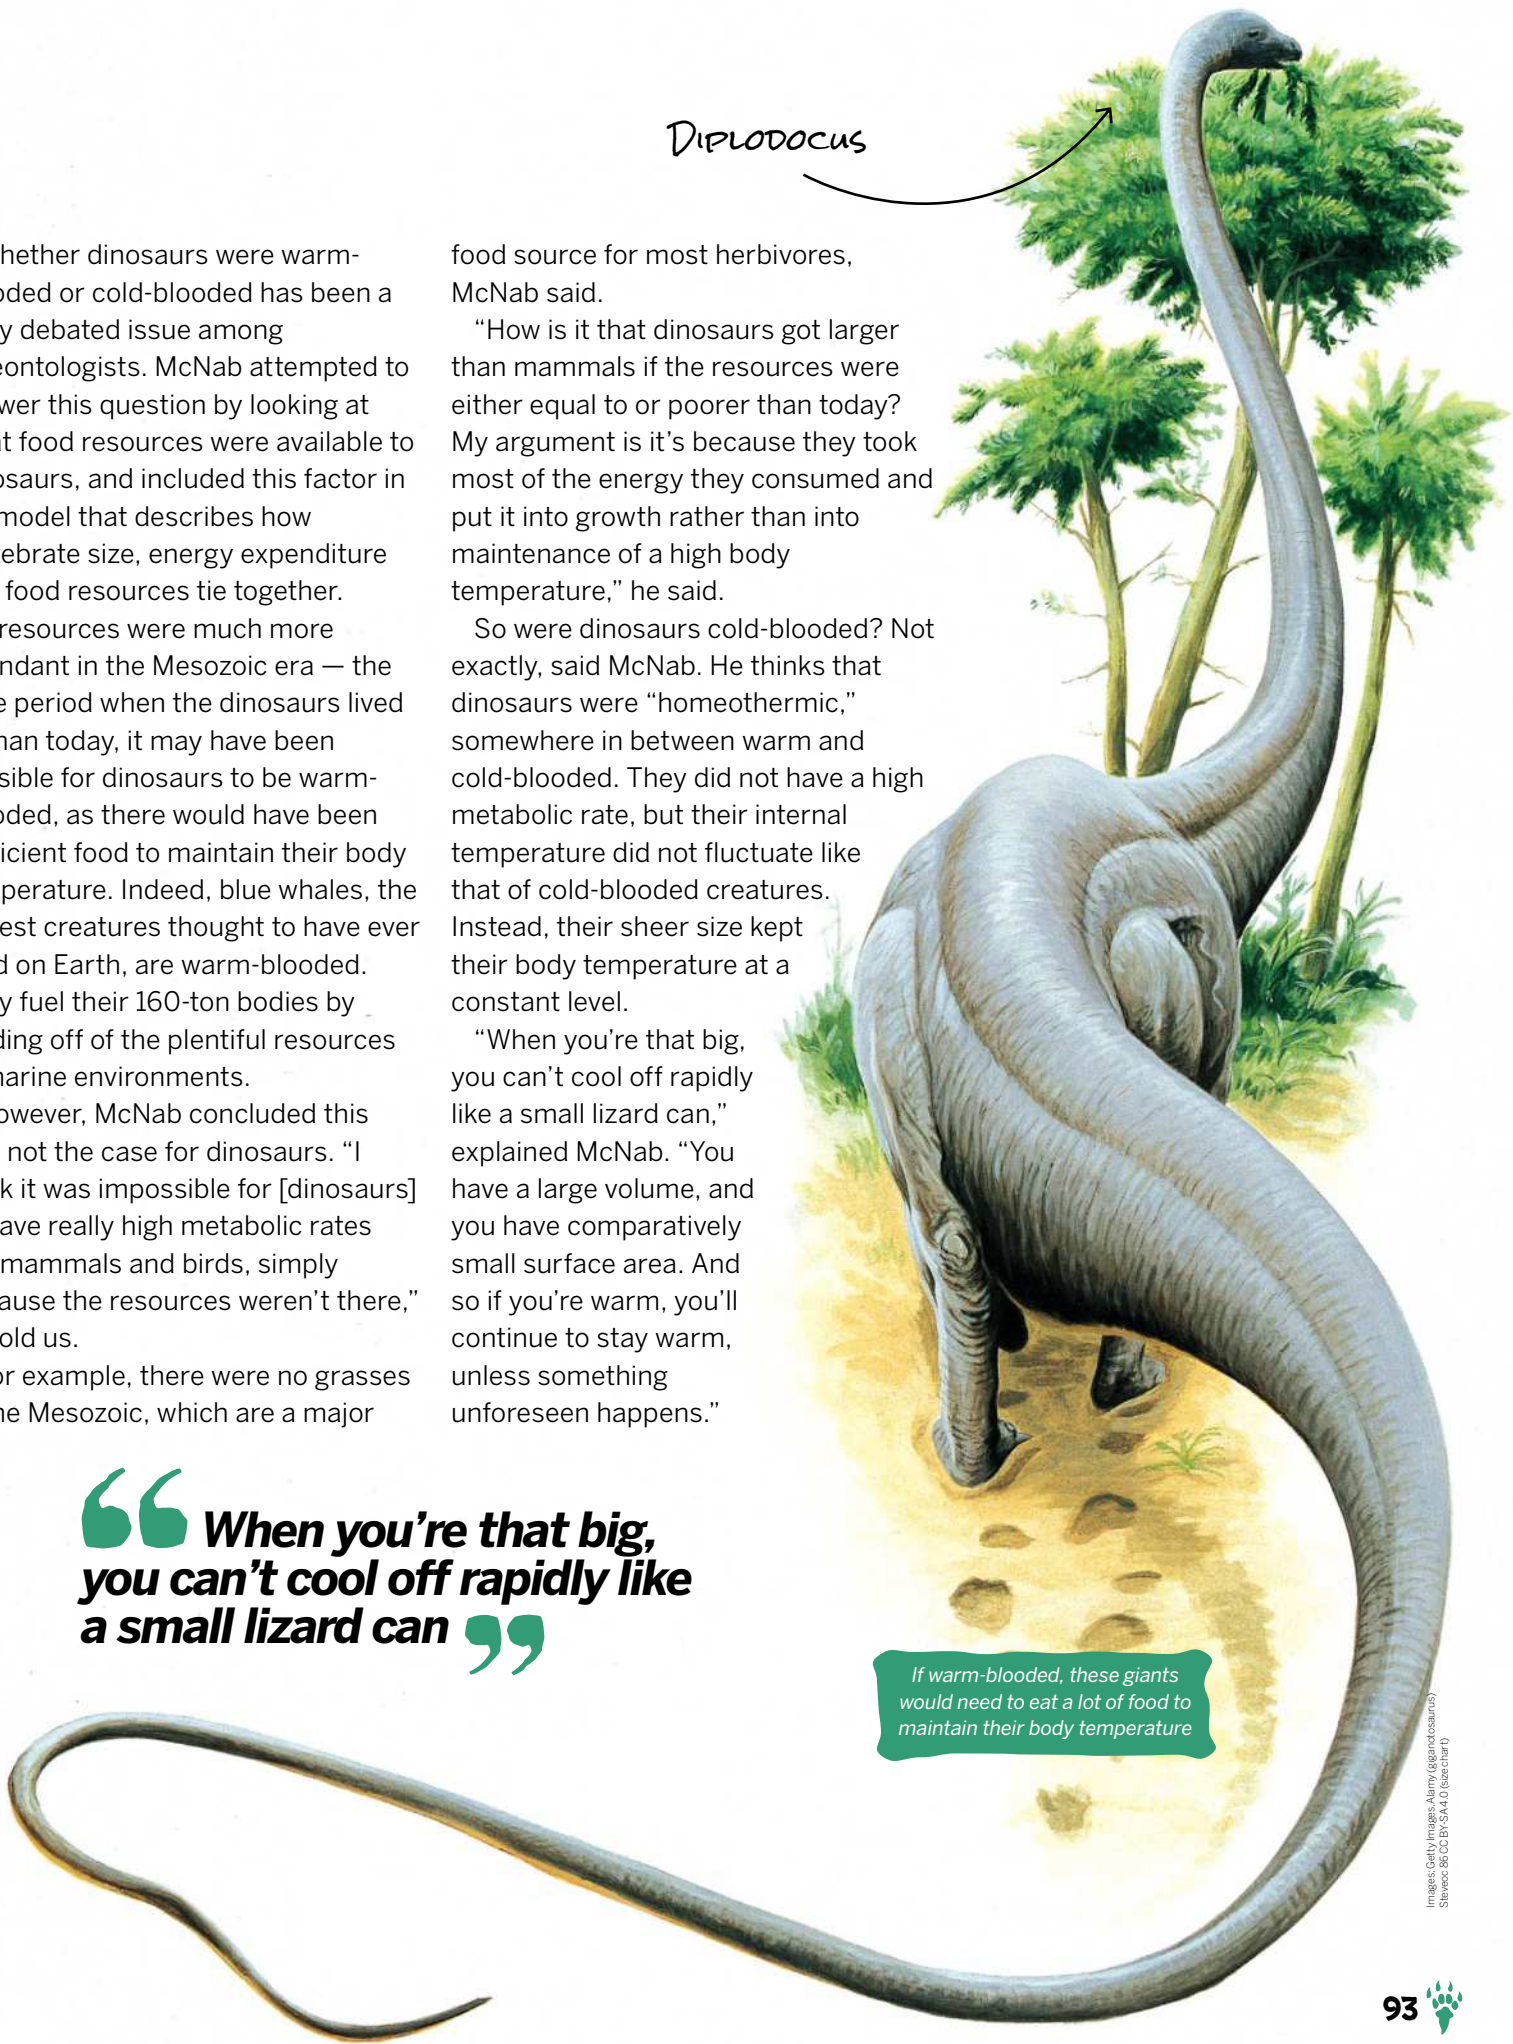 Diplodocus
hether dinosaurs were warm-
oded or cold-blooded has been a
y debated issue among
eontologists. McNab attempted to
wer this question by looking at
t food resources were available to
osaurs, and included this factor in
model that describes how
ebrate size, energy expenditure
food resources tie together.
resources were much more
ndant in the Mesozoic era — the
e period when the dinosaurs lived
han today, it may have been
sible for dinosaurs to be warm-
oded, as there would have been
icient food to maintain their body
perature. Indeed, blue whales, the
est creatures thought to have ever
d on Earth, are warm-blooded.
y fuel their 160-ton bodies by
ding off of the plentiful resources
arine environments.
owever, McNab concluded this
not the case for dinosaurs. “I
k it was impossible for [dinosaurs]
ave really high metabolic rates
mammals and birds, simply
ause the resources weren't there,”
old us.
or example, there were no grasses
he Mesozoic, which are a major
food source for most herbivores,
McNab said.
“How is it that dinosaurs got larger
than mammals if the resources were
either equal to or poorer than today?
My argument is it’s because they took
most of the energy they consumed and
put it into growth rather than into
maintenance of a high body
temperature,” he said.
So were dinosaurs cold-blooded? Not
exactly, said McNab. He thinks that
dinosaurs were “homeothermic,”
somewhere in between warm and
cold-blooded. They did not have a high
metabolic rate, but their internal
temperature did not fluctuate like
that of cold-blooded creatures.
Instead, their sheer size kept
their body temperature at a
constant level.
“When you’re that big,
you can’t cool off rapidly
like a small lizard can,”
explained McNab. “You
have a large volume, and
you have comparatively
small surface area. And
so if you’re warm, you’ll
continue to stay warm,
unless something
unforeseen happens.”
“When you're that big,
you can’t cool off rapidly like
a small lizard can”
If warm-blooded, these giants
would need to eat a lot of food to
maintain their body temperature
Images; Getty Images, Alamy (giganotosaurus)
Steveoc 86 CC BY-SA 4.0 (size chart)
93